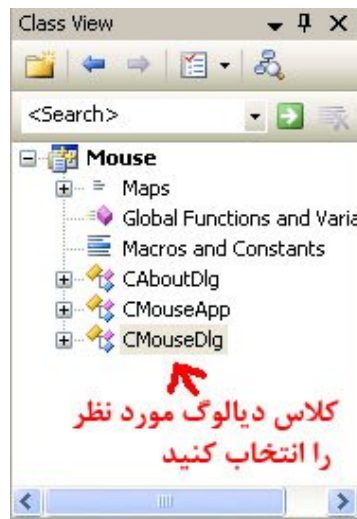 Class View
<Search>
Mouse
Maps
Global Functions and Varia
Macros and Constants
CAboutDlg
CMouseApp
CMouseDlg
کلاس دیالوگ مورد نظر
را انتخاب کنید